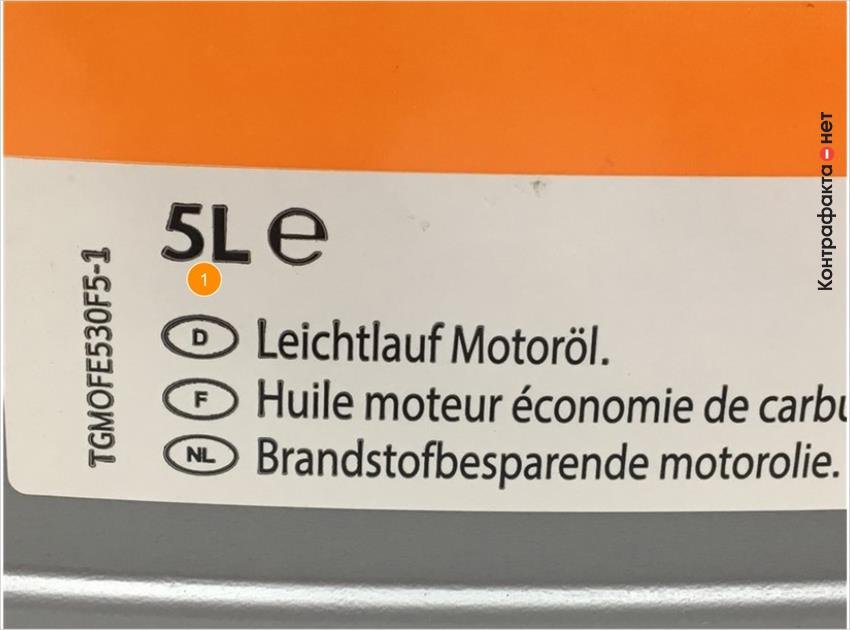 5L e
1
D Leichtlauf Motoröl.
F Huile moteur économie de carbu
NL Brandstofbesparende motorolie.
TGMOFE530F5-1
Контрафакта нет